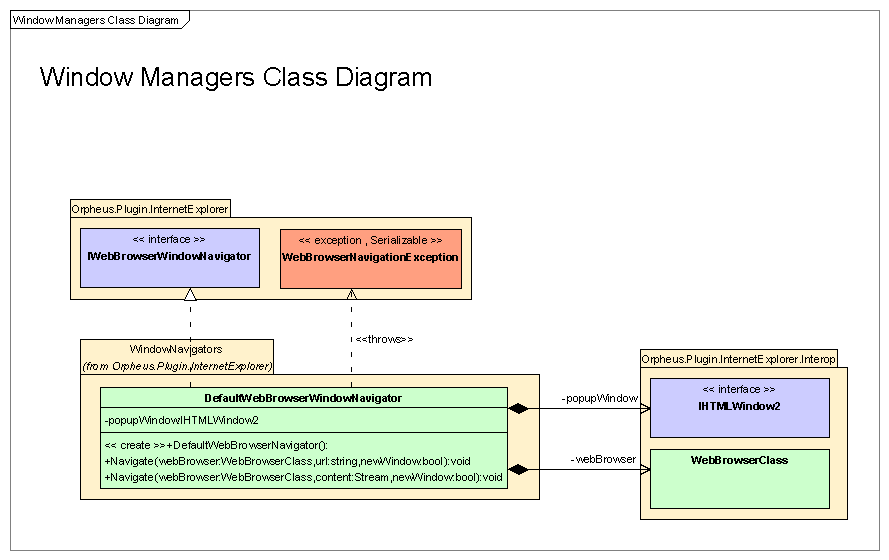 Window Managers Class Diagram
Window Managers Class Diagram
Orpheus.Plugin.InternetExplorer
<< interface >>
IWebBrowserWindowNavigator
<< exception , Serializable >>
WebBrowserNavigationException
<<throws>>
WindowNavigators
(from Orpheus.Plugin.InternetExplorer)
DefaultWebBrowserWindowNavigator
-popupWindow:IHTMLWindow2
<< create >>+DefaultWebBrowserNavigator():
+Navigate(webBrowser:WebBrowserClass,url:string,newWindow:bool):void
+Navigate(webBrowser:WebBrowserClass,content:Stream,newWindow:bool):void
-popupWindow
-webBrowser
Orpheus.Plugin.InternetExplorer.Interop
<< interface >>
IHTMLWindow2
WebBrowserClass